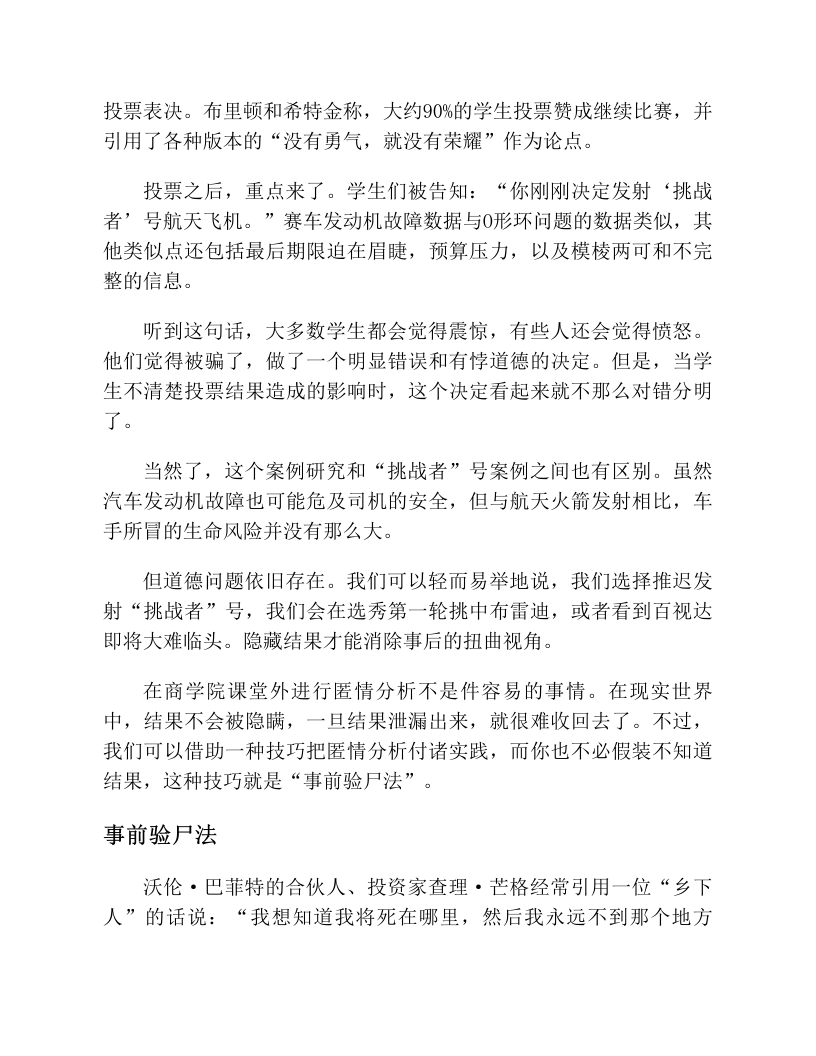 投票表决。布里顿和希特金称，大约90%的学生投票赞成继续比赛，并
引用了各种版本的“没有勇气，就没有荣耀”作为论点。
投票之后，重点来了。学生们被告知：“你刚刚决定发射‘挑战
者’号航天飞机。”赛车发动机故障数据与O形环问题的数据类似，其
他类似点还包括最后期限迫在眉睫，预算压力，以及模棱两可和不完
整的信息。
听到这句话，大多数学生都会觉得震惊，有些人还会觉得愤怒。
他们觉得被骗了，做了一个明显错误和有悖道德的决定。但是，当学
生不清楚投票结果造成的影响时，这个决定看起来就不那么对错分明
了。
当然了，这个案例研究和“挑战者”号案例之间也有区别。虽然
汽车发动机故障也可能危及司机的安全，但与航天火箭发射相比，车
手所冒的生命风险并没有那么大。
但道德问题依旧存在。我们可以轻而易举地说，我们选择推迟发
射“挑战者”号，我们会在选秀第一轮挑中布雷迪，或者看到百视达
即将大难临头。隐藏结果才能消除事后的扭曲视角。
在商学院课堂外进行匿情分析不是件容易的事情。在现实世界
中，结果不会被隐瞒，一旦结果泄漏出来，就很难收回去了。不过，
我们可以借助一种技巧把匿情分析付诸实践，而你也不必假装不知道
结果，这种技巧就是“事前验尸法”。
事前验尸法
沃伦·巴菲特的合伙人、投资家查理·芒格经常引用一位“乡下
人”的话说：“我想知道我将死在哪里，然后我永远不到那个地方